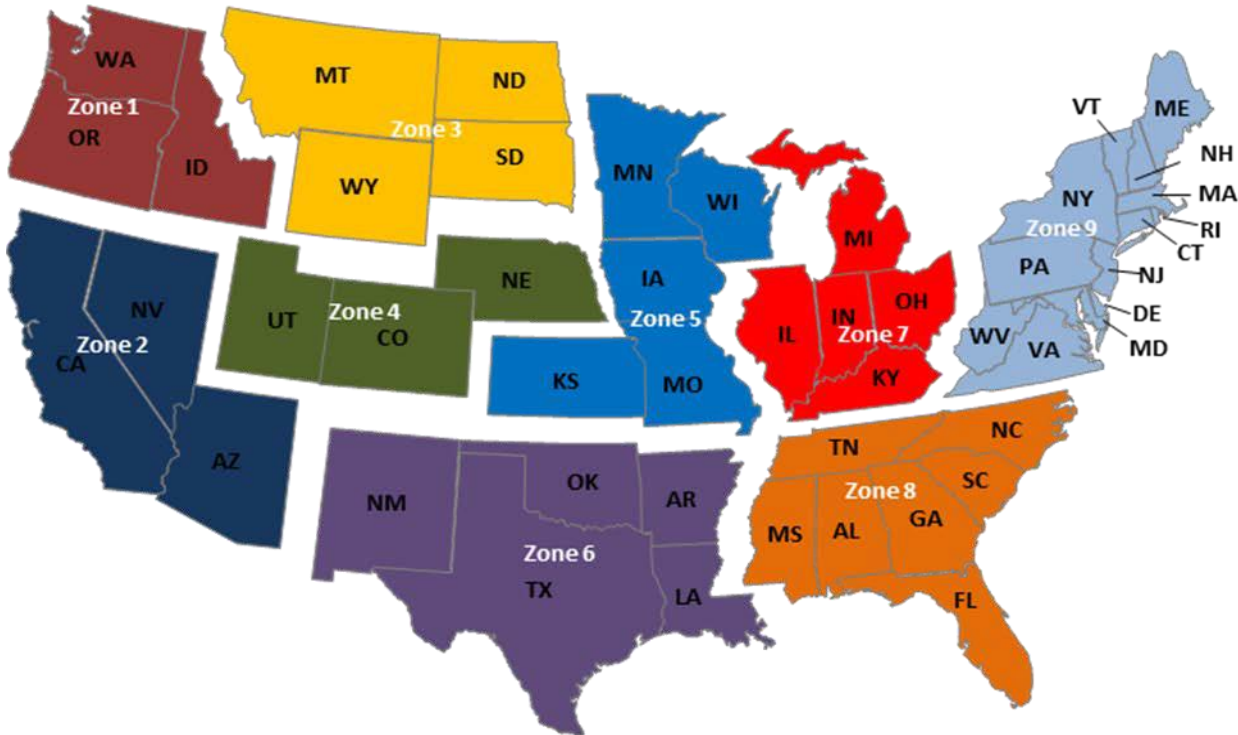 WA
Zone 1
OR
ID
MT
ND
Zone 3
SD
WY
MN
WI
IA
Zone 5
KS
MO
NV
Zone 2
CA
AZ
NE
UT
Zone 4
CO
NM
OK
AR
Zone 6
TX
LA
MI
IL
IN
OH
Zone 7
KY
TN
NC
SC
Zone 8
MS
AL
GA
FL
VT
ME
NH
MA
NY
RI
Zone 9
CT
PA
NJ
DE
WV
VA
MD